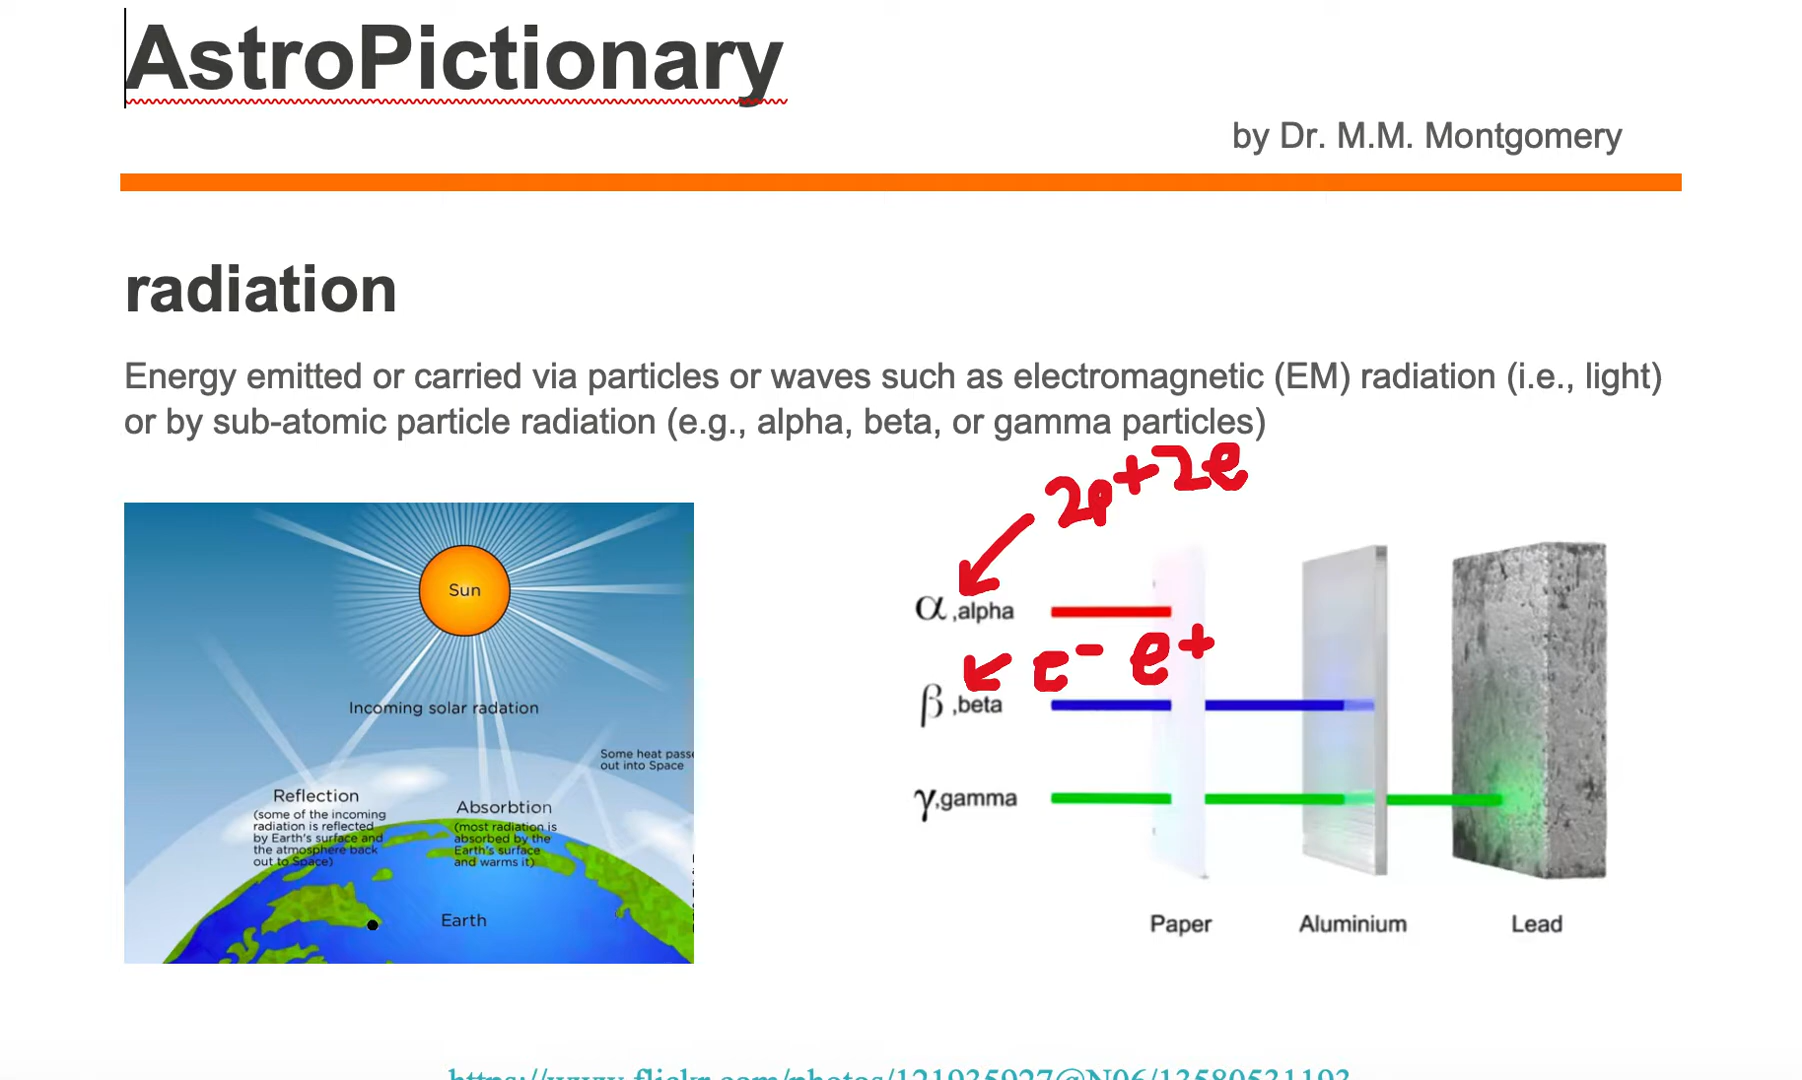 AstroPictionary
by Dr. M.M. Montgomery
radiation
Energy emitted or carried via particles or waves such as electromagnetic (EM) radiation (i.e., light)
or by sub-atomic particle radiation (e.g., alpha, beta, or gamma particles)
2p+2e
Sun
Incoming solar radation
Some heat passe
out into Space
Reflection
(some of the incoming
radiation is reflected
by Earth's surface and
the atmosphere back
out to Space)
Absorbtion
(most radiation is
absorbed by the
Earth's surface
and warms it)
Earth
α,alpha
e- e+
β,beta
γ,gamma
Paper
Aluminium
Lead
https://www.flickr.com/photos/121935927@N06/13580531193